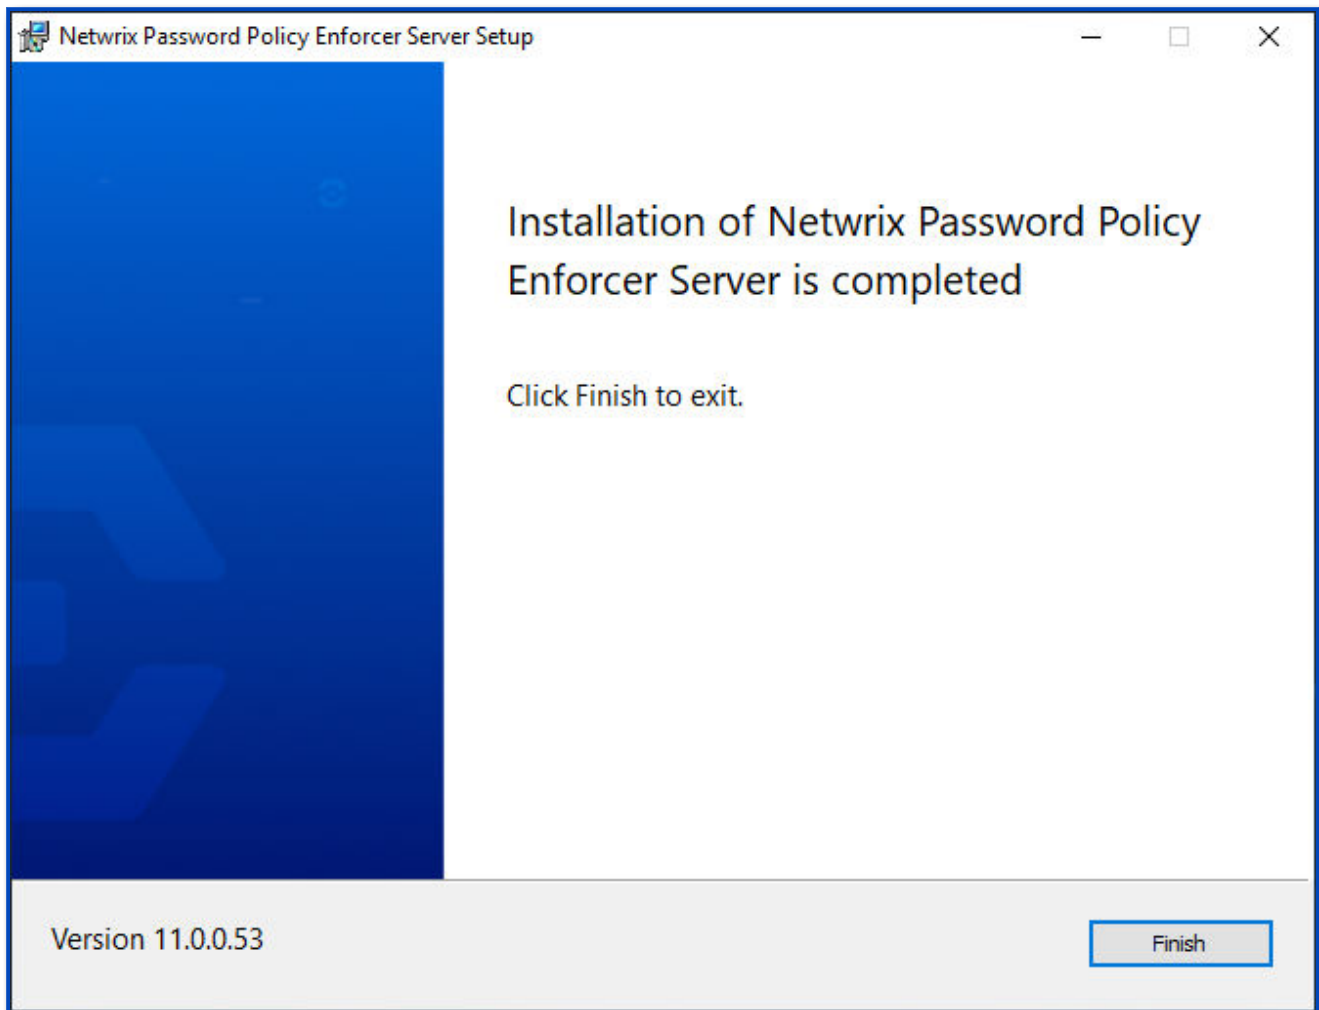 Netwrix Password Policy Enforcer Server Setup
Installation of Netwrix Password Policy
Enforcer Server is completed
Click Finish to exit.
Version 11.0.0.53
Finish